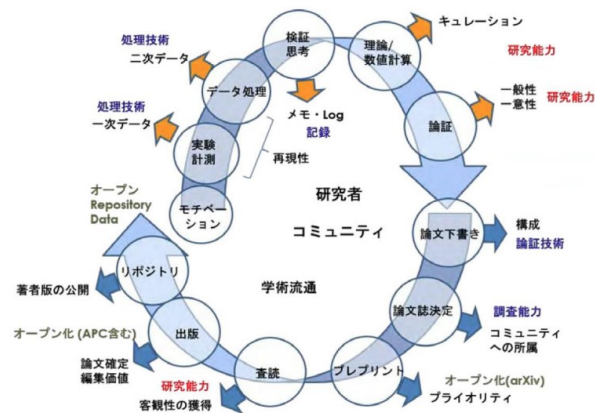 検証
思考
理論/
数値計算
キュレーション
研究能力
処理技術
二次データ
データ処理
メモ・Log
記録
一般性
一意性
研究能力
論証
処理技術
一次データ
実験
計測
再現性
オープン
Repository
Data
モチベー
ション
研究者
コミュニティ
学術流通
論文下書き
構成
論証技術
リポジトリ
著者版の公開
論文誌決定
調査能力
コミュニティ
への所属
オープン化 (APC含む)
出版
論文確定
編集価値
査読
研究能力
客観性の獲得
プレプリント
オープン化(arXiv)
プライオリティ